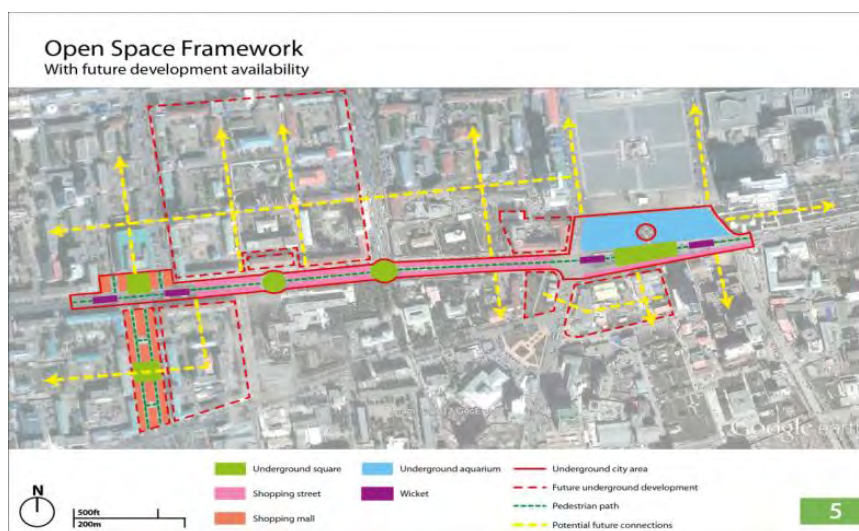 Open Space Framework
With future development availability
Google earth
Underground square
Shopping street
Shopping mall
Underground aquarium
Wicket
Underground city area
Future underground development
Pedestrian path
Potential future connections
N
500ft
200m
5